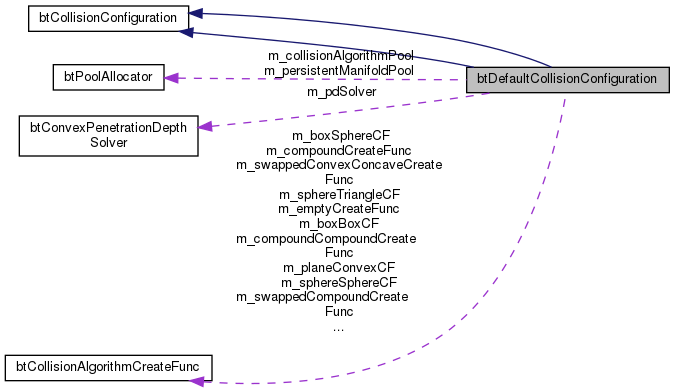 btCollisionConfiguration
m_collisionAlgorithmPool
m_persistentManifoldPool
btDefaultCollisionConfiguration
btPoolAllocator
m_pdSolver
btConvexPenetrationDepth
Solver
m_boxSphereCF
m_compoundCreateFunc
m_swappedConvexConcaveCreate
Func
m_sphereTriangleCF
m_emptyCreateFunc
m_boxBoxCF
m_compoundCompoundCreate
Func
m_planeConvexCF
m_sphereSphereCF
m_swappedCompoundCreate
Func
...
btCollisionAlgorithmCreateFunc